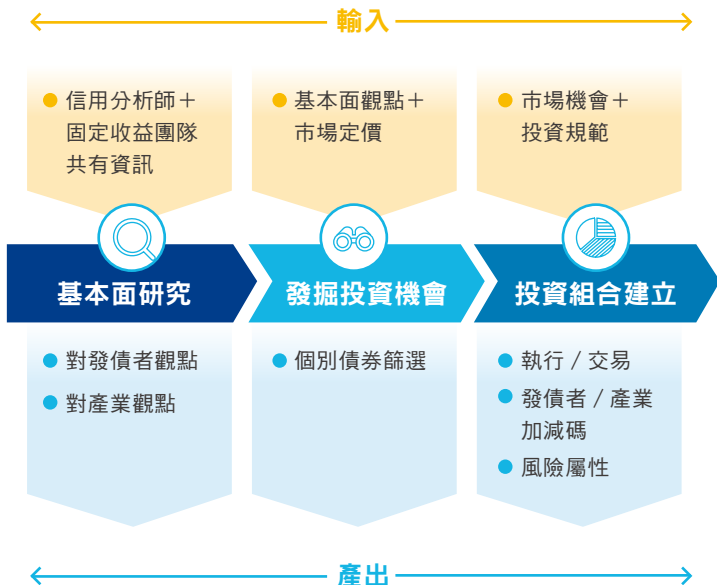 輸入
信用分析師＋
固定收益團隊
共有資訊
基本面觀點＋
市場定價
市場機會＋
投資規範
基本面研究
發掘投資機會
投資組合建立
對發債者觀點
對產業觀點
個別債券篩選
執行 / 交易
發債者 / 產業
加減碼
風險屬性
產出